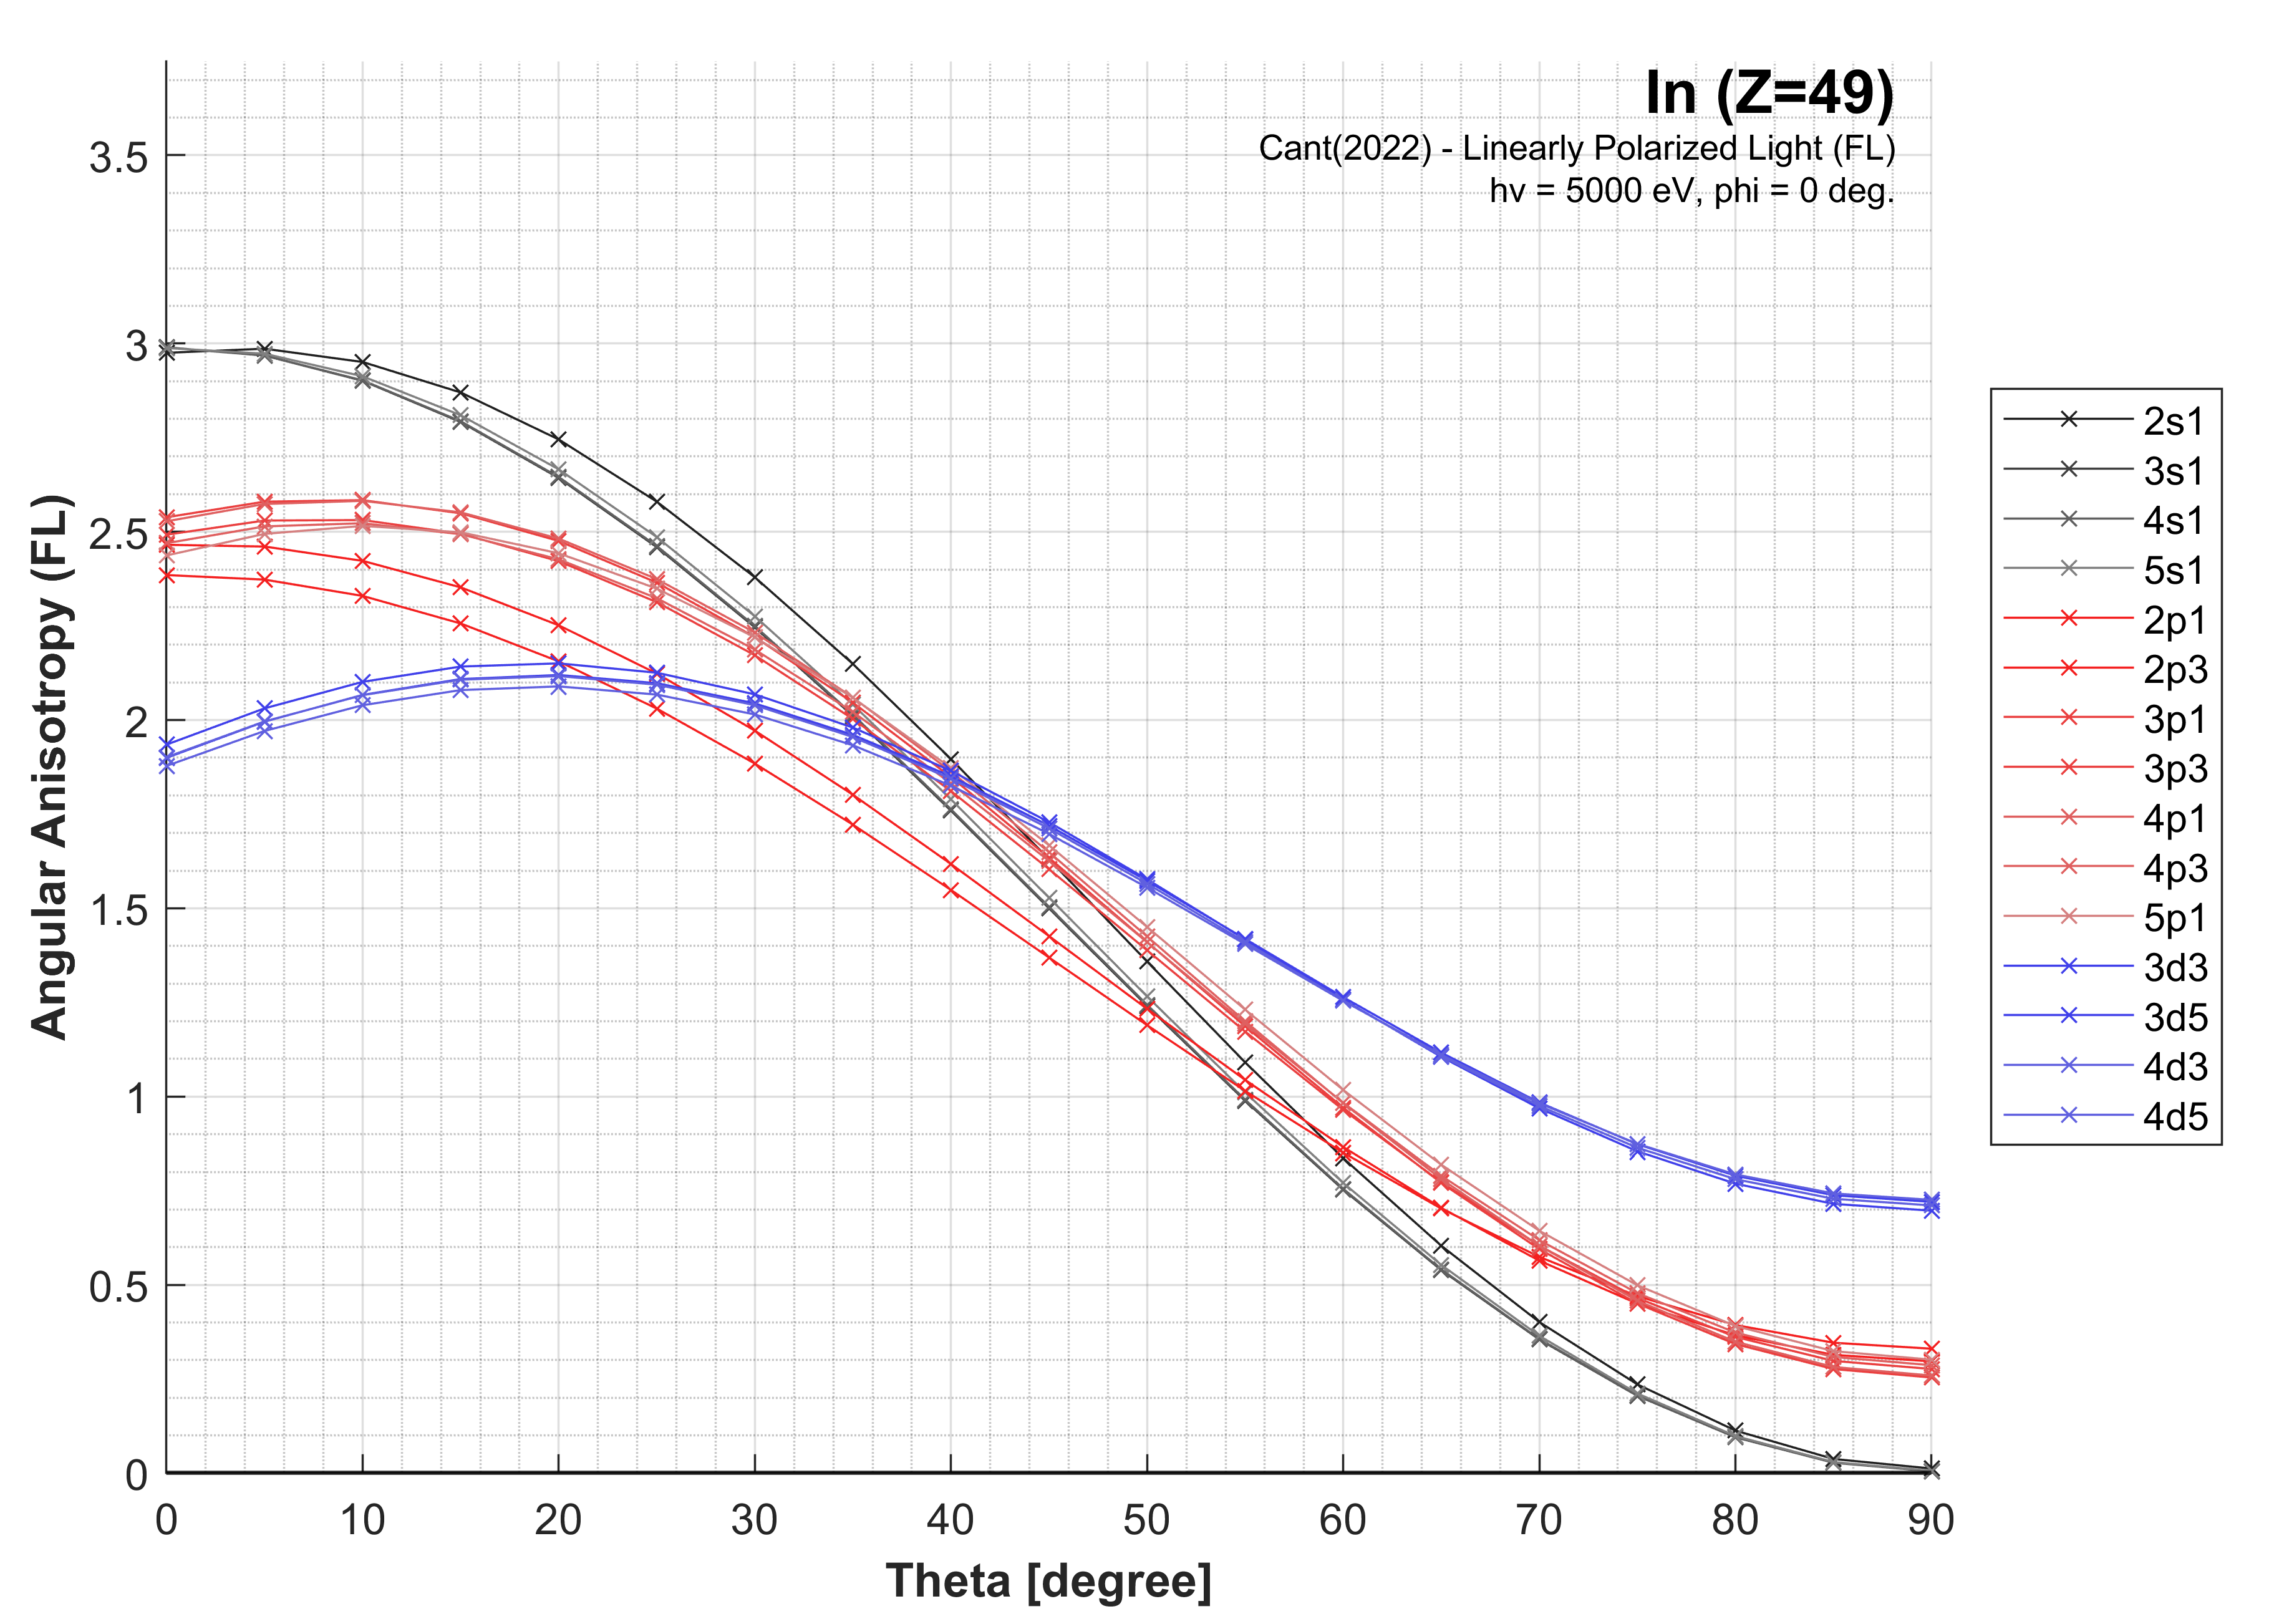 In (Z=49)
Cant(2022) - Linearly Polarized Light (FL)
hv = 5000 eV, phi = 0 deg.
Angular Anisotropy (FL)
3.5
3
2.5
2
1.5
1
0.5
0
0 10 20 30 40 50 60 70 80 90
Theta [degree]
2s1
3s1
4s1
5s1
2p1
2p3
3p1
3p3
4p1
4p3
5p1
3d3
3d5
4d3
4d5